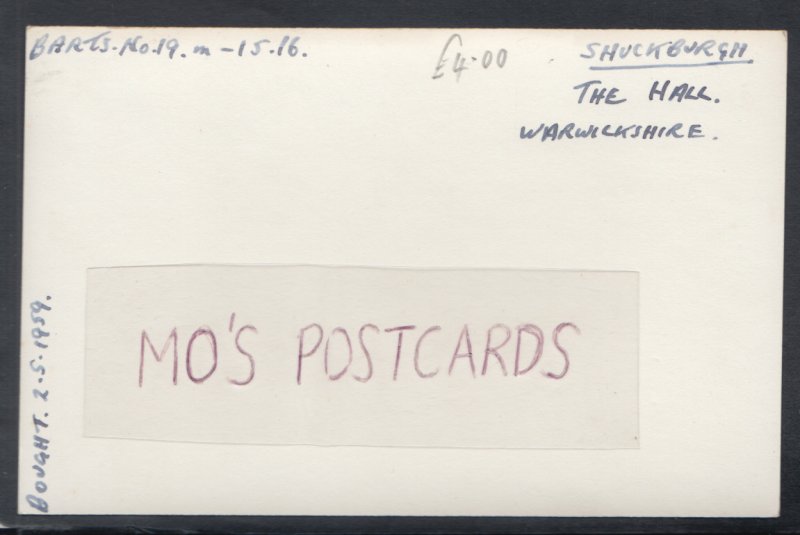 BARTS. No.19. m - 15.16.
£4.00
SHUCKBURGH
THE HALL.
WARWICKSHIRE.
MO'S POSTCARDS
BOUGHT. 2.5.1959.